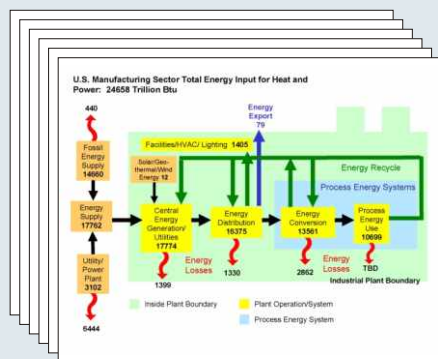 U.S. Manufacturing Sector Total Energy Input for Heat and
Power: 24658 Trillion Btu
440
Energy
Export
79
Facilities/HVAC/ Lighting 1405
Fossil
Energy
Supply
14660
Solar/Geo-
thermal/Wind
Energy 12
Energy Recycle
Process Energy Systems
Energy
Supply
17762
Central
Energy
Generation/
Utilities
17774
Energy
Distribution
16375
Energy
Conversion
13561
Process
Energy
Use
10699
Utility/
Power
Plant
3102
Energy
Losses
1399
1330
2862
Energy
Losses
TBD
Industrial Plant Boundary
6444
Inside Plant Boundary
Plant Operation/System
Process Energy System